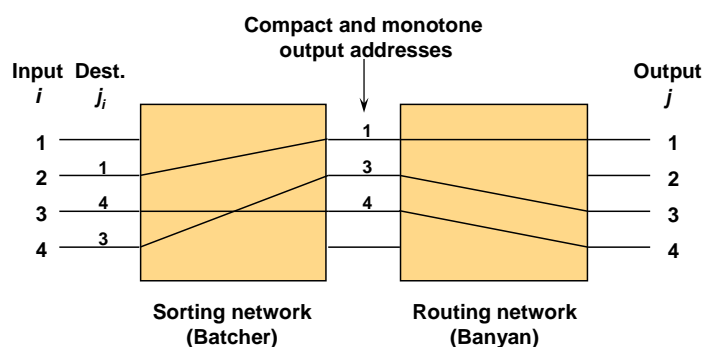 Compact and monotone
output addresses
Input Dest. Output
i j_i j
1 1 1
2 1 3 2
3 4 4 3
4 3 4
Sorting network
(Batcher)
Routing network
(Banyan)